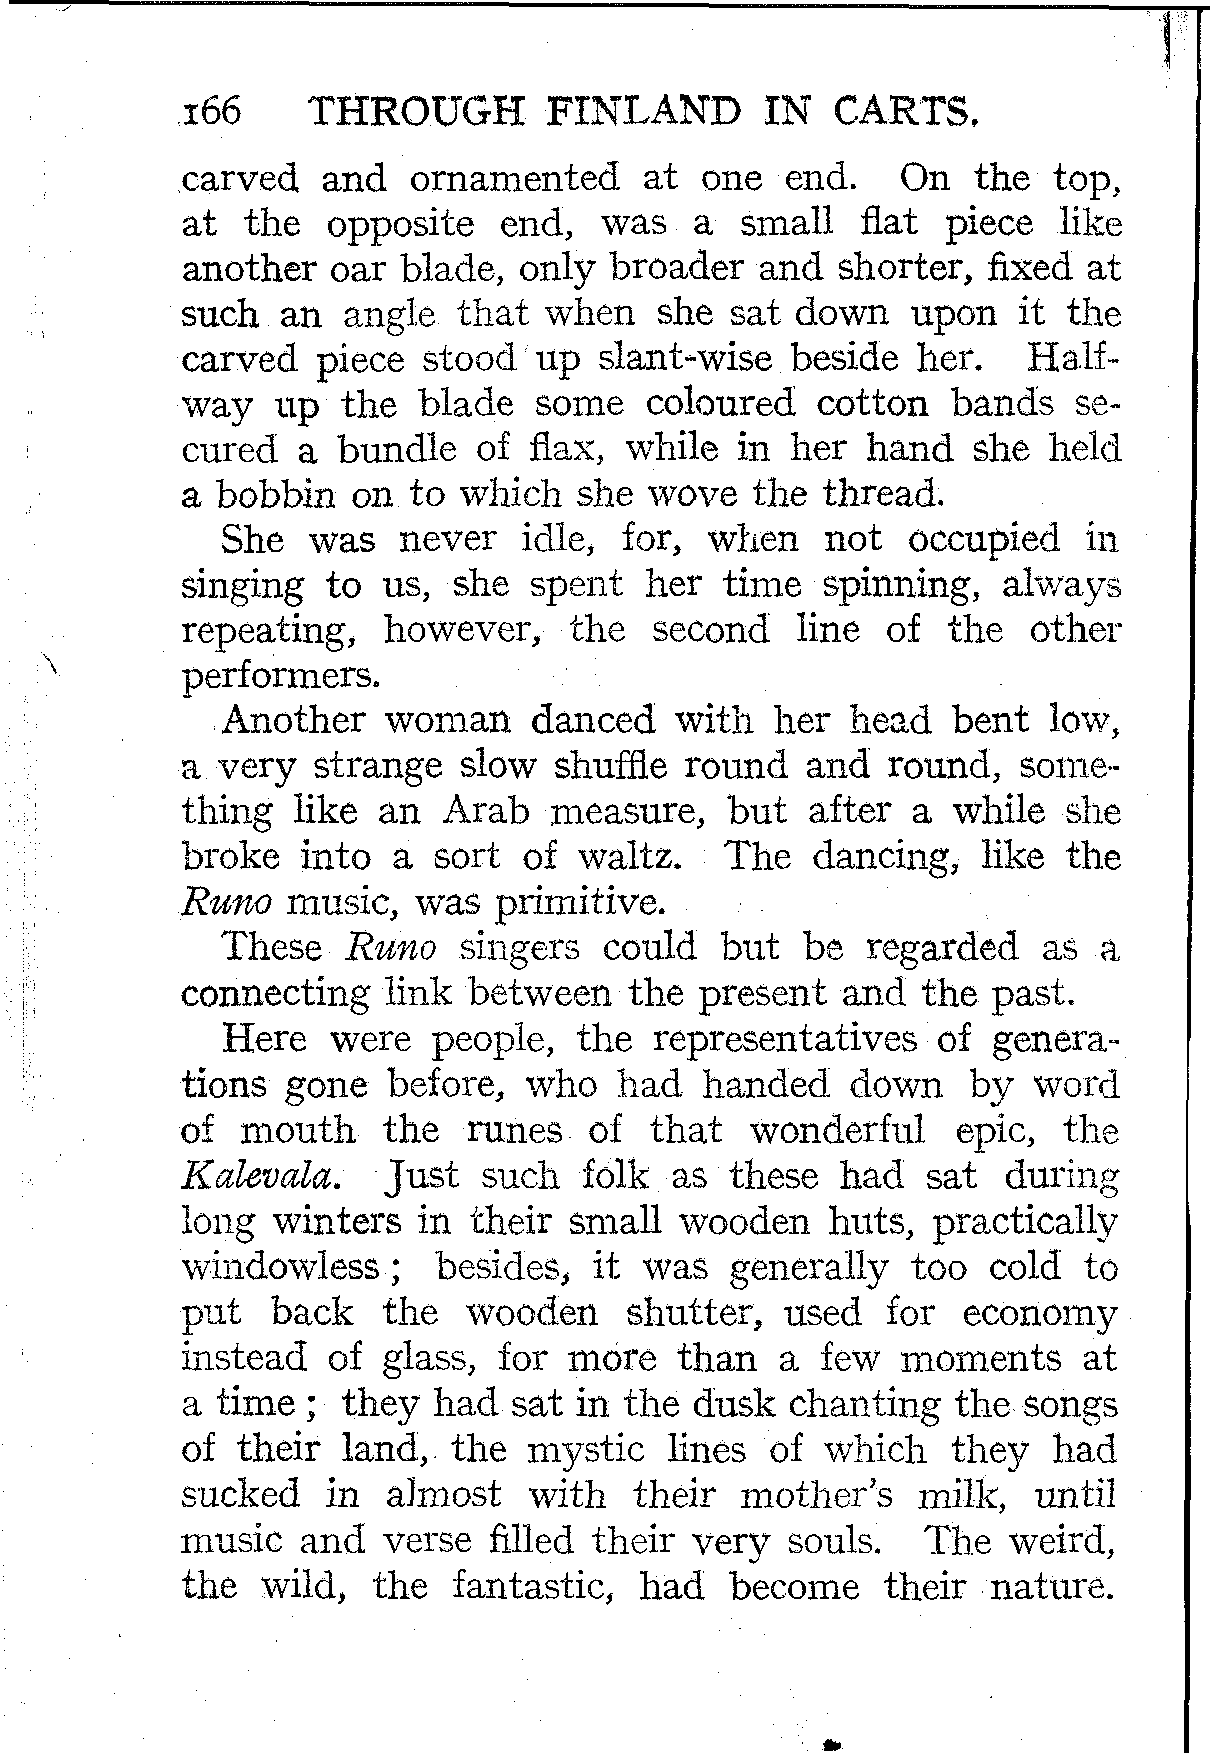 166 THROUGH FINLAND IN CARTS.
carved and ornamented at one end. On the top,
at the opposite end, was a small flat piece like
another oar blade, only broader and shorter, fixed at
such an angle that when she sat down upon it the
carved piece stood up slant-wise beside her. Half-
way up the blade some coloured cotton bands se-
cured a bundle of flax, while in her hand she held
a bobbin on to which she wove the thread.
She was never idle, for, when not occupied in
singing to us, she spent her time spinning, always
repeating, however, the second line of the other
performers.
Another woman danced with her head bent low,
a very strange slow shuffle round and round, some-
thing like an Arab measure, but after a while she
broke into a sort of waltz. The dancing, like the
Runo music, was primitive.
These Runo singers could but be regarded as a
connecting link between the present and the past.
Here were people, the representatives of genera-
tions gone before, who had handed down by word
of mouth the runes of that wonderful epic, the
Kalevala. Just such folk as these had sat during
long winters in their small wooden huts, practically
windowless ; besides, it was generally too cold to
put back the wooden shutter, used for economy
instead of glass, for more than a few moments at
a time ; they had sat in the dusk chanting the songs
of their land, the mystic lines of which they had
sucked in almost with their mother's milk, until
music and verse filled their very souls. The weird,
the wild, the fantastic, had become their nature.